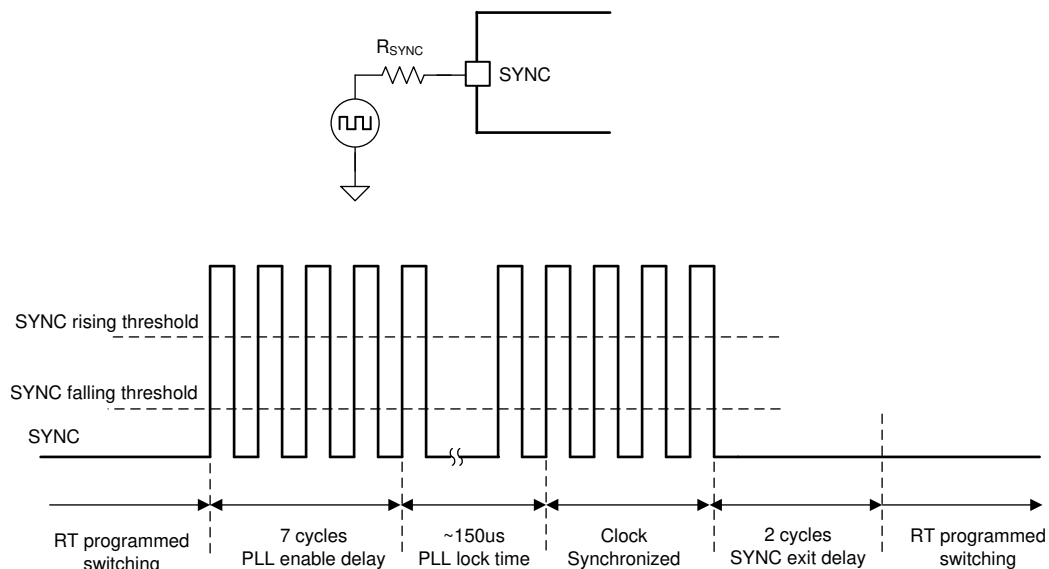 RSYNC
SYNC
SYNC rising threshold
SYNC falling threshold
SYNC
RT programmed
switching
7 cycles
PLL enable delay
~150us
PLL lock time
Clock
Synchronized
2 cycles
SYNC exit delay
RT programmed
switching